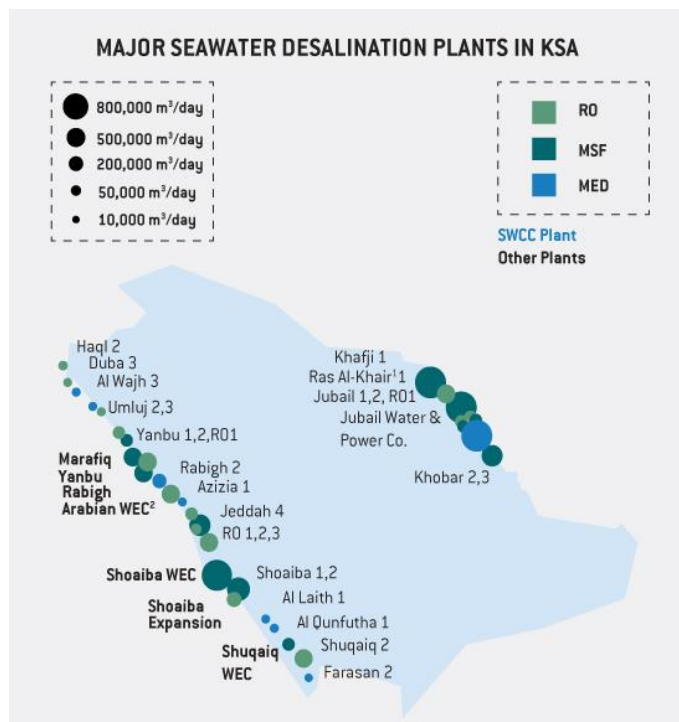 MAJOR SEAWATER DESALINATION PLANTS IN KSA
800,000 m³/day
500,000 m³/day
200,000 m³/day
50,000 m³/day
10,000 m³/day
RO
MSF
MED
SWCC Plant
Other Plants
Haql 2
Duba 3
Al Wajh 3
Umluj 2,3
Yanbu 1,2,RO1
Marafiq
Yanbu
Rabigh
Arabian WEC²
Rabigh 2
Azizia 1
Jeddah 4
RO 1,2,3
Shoaiba WEC
Shoaiba 1,2
Shoaiba
Expansion
Al Laith 1
Al Qunfutha 1
Shuqaiq
WEC
Shuqaiq 2
Farasan 2
Khafji 1
Ras Al-Khair¹1
Jubail 1,2, RO1
Jubail Water &
Power Co.
Khobar 2,3